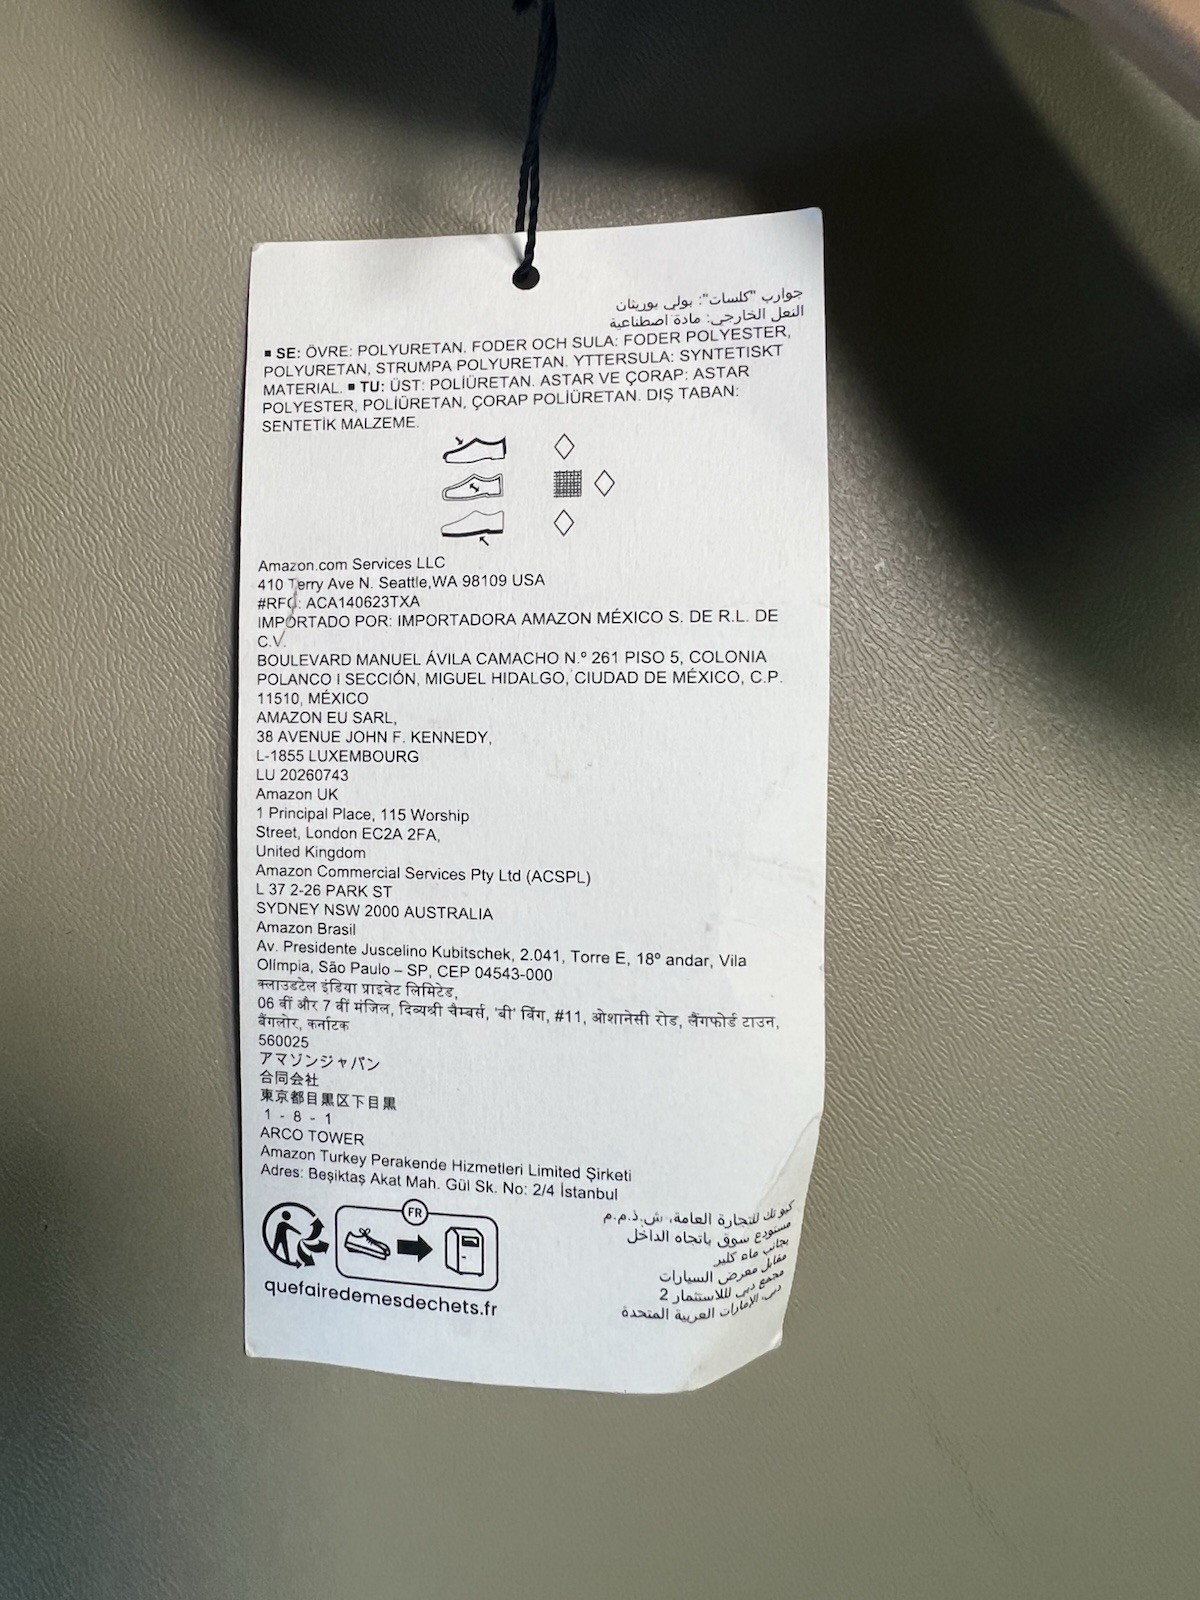 جوارب "كلسات": بولي يوريثان
النعل الخارجي: مادة اصطناعية
▪ SE: ÖVRE: POLYURETAN. FODER OCH SULA: FODER POLYESTER,
POLYURETAN, STRUMPA POLYURETAN. YTTERSULA: SYNTETISKT
MATERIAL. ▪ TU: ÜST: POLİÜRETAN. ASTAR VE ÇORAP: ASTAR
POLYESTER, POLİÜRETAN, ÇORAP POLİÜRETAN. DIŞ TABAN:
SENTETİK MALZEME.
Amazon.com Services LLC
410 Terry Ave N. Seattle,WA 98109 USA
#RFC: ACA140623TXA
IMPORTADO POR: IMPORTADORA AMAZON MÉXICO S. DE R.L. DE
C.V.
BOULEVARD MANUEL ÁVILA CAMACHO N.º 261 PISO 5, COLONIA
POLANCO I SECCIÓN, MIGUEL HIDALGO, CIUDAD DE MÉXICO, C.P.
11510, MÉXICO
AMAZON EU SARL,
38 AVENUE JOHN F. KENNEDY,
L-1855 LUXEMBOURG
LU 20260743
Amazon UK
1 Principal Place, 115 Worship
Street, London EC2A 2FA,
United Kingdom
Amazon Commercial Services Pty Ltd (ACSPL)
L 37 2-26 PARK ST
SYDNEY NSW 2000 AUSTRALIA
Amazon Brasil
Av. Presidente Juscelino Kubitschek, 2.041, Torre E, 18º andar, Vila
Olímpia, São Paulo – SP, CEP 04543-000
क्लाउडटेल इंडिया प्राइवेट लिमिटेड,
06 वीं और 7 वीं मंजिल, दिव्यश्री चैम्बर्स, 'बी' विंग, #11, ओशानेसी रोड, लैंगफोर्ड टाउन,
बैंगलोर, कर्नाटक
560025
アマゾンジャパン
合同会社
東京都目黒区下目黒
1 - 8 - 1
ARCO TOWER
Amazon Turkey Perakende Hizmetleri Limited Şirketi
Adres: Beşiktaş Akat Mah. Gül Sk. No: 2/4 İstanbul
FR
quefairedemesdechets.fr
كيو تك للتجارة العامة، ش.ذ.م.م
مستودع سوق باتجاه الداخل
بجانب ماء كلير
مقابل معرض السيارات
مجمع دبي للاستثمار 2
دبي، الإمارات العربية المتحدة